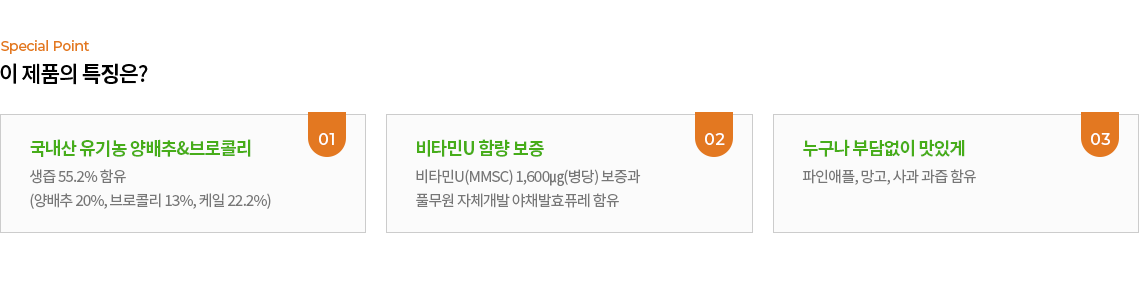 Special Point
이 제품의 특징은?
01
국내산 유기농 양배추&브로콜리
생즙 55.2% 함유
(양배추 20%, 브로콜리 13%, 케일 22.2%)
02
비타민U 함량 보증
비타민U(MMSC) 1,600㎍(병당) 보증과
풀무원 자체개발 야채발효퓨레 함유
03
누구나 부담없이 맛있게
파인애플, 망고, 사과 과즙 함유